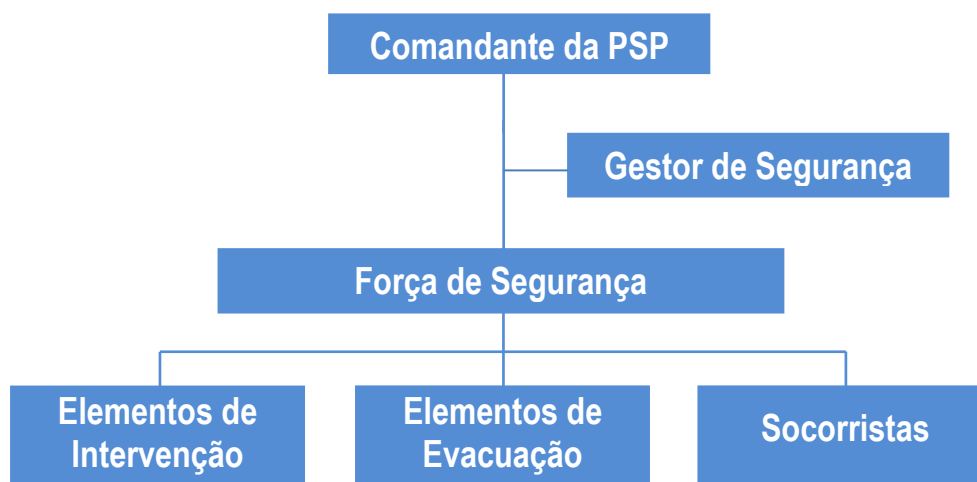 Comandante da PSP
Gestor de Segurança
Força de Segurança
Elementos de
Intervenção
Elementos de
Evacuação
Socorristas